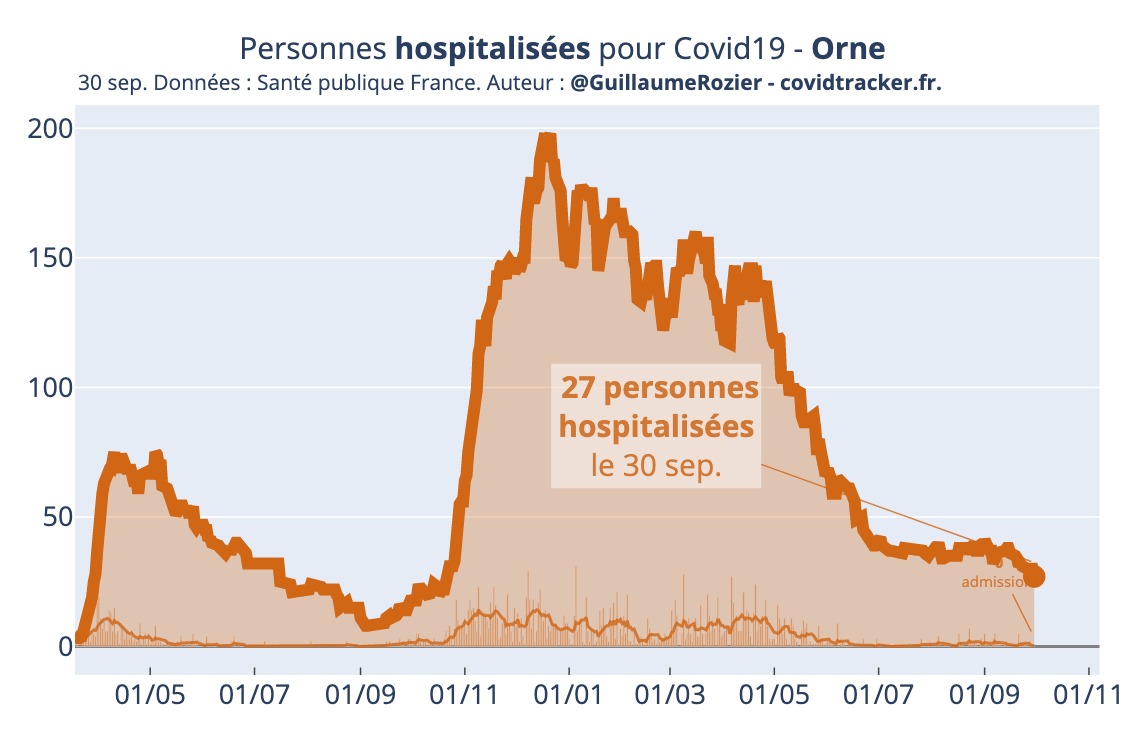 Personnes hospitalisées pour Covid19 - Orne
30 sep. Données : Santé publique France. Auteur : @GuillaumeRozier - covidtracker.fr.
200
150
100
50
0
27 personnes
hospitalisées
le 30 sep.
admission
01/05 01/07 01/09 01/11 01/01 01/03 01/05 01/07 01/09 01/11